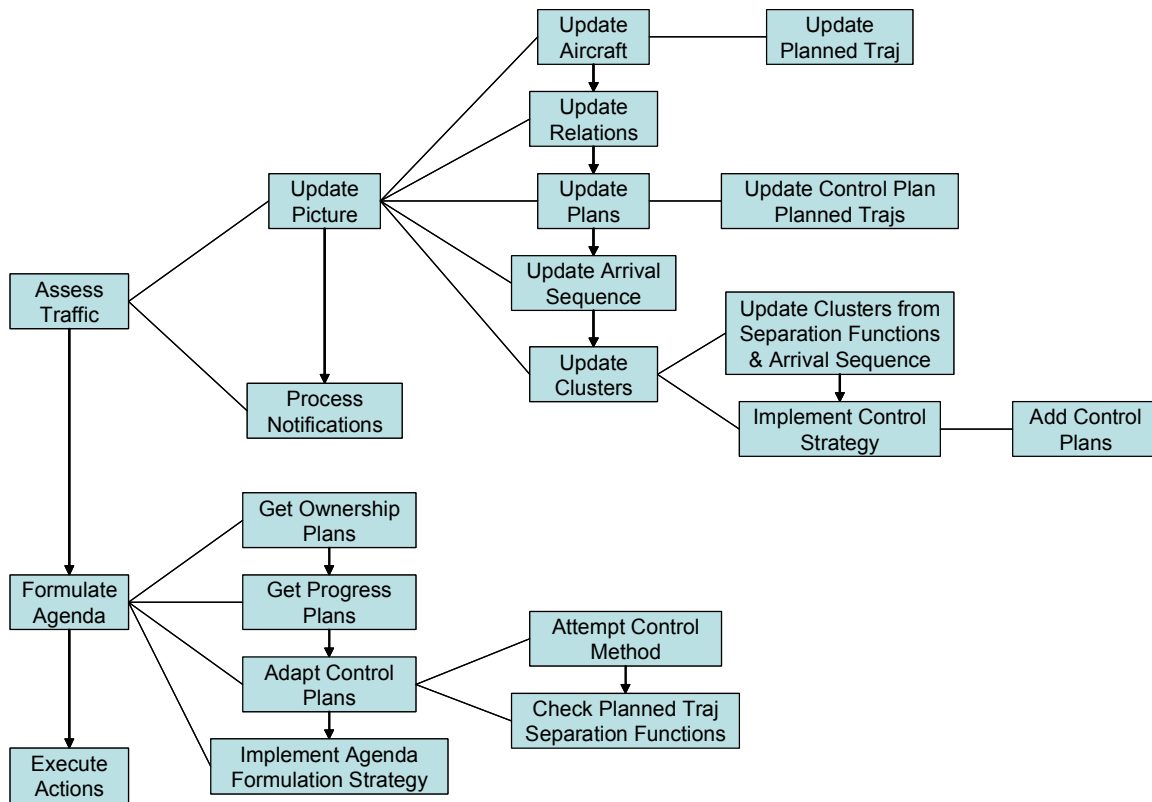 Update
Aircraft
Update
Planned Traj
Update
Relations
Update
Picture
Update
Plans
Update Control Plan
Planned Trajs
Assess
Traffic
Update Arrival
Sequence
Update Clusters from
Separation Functions
& Arrival Sequence
Update
Clusters
Process
Notifications
Implement Control
Strategy
Add Control
Plans
Get Ownership
Plans
Formulate
Agenda
Get Progress
Plans
Attempt Control
Method
Adapt Control
Plans
Check Planned Traj
Separation Functions
Execute
Actions
Implement Agenda
Formulation Strategy